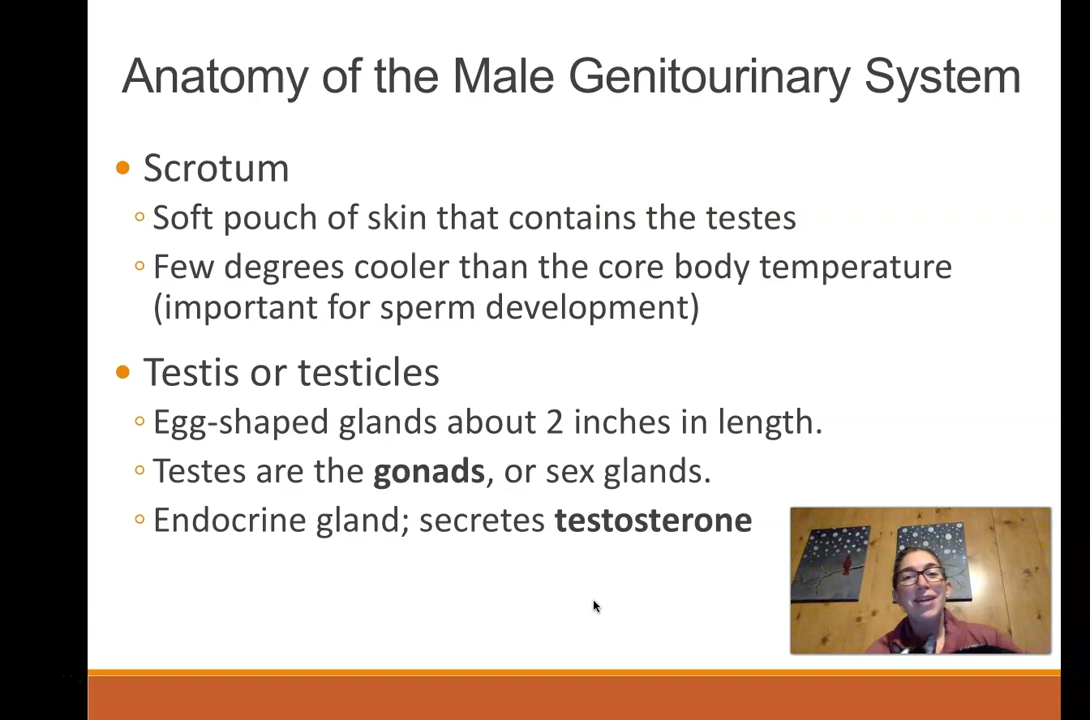 Anatomy of the Male Genitourinary System
• Scrotum
◦ Soft pouch of skin that contains the testes
◦ Few degrees cooler than the core body temperature
(important for sperm development)
• Testis or testicles
◦ Egg-shaped glands about 2 inches in length.
◦ Testes are the gonads, or sex glands.
◦ Endocrine gland; secretes testosterone